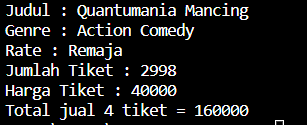 Judul : Quantumania Mancing
Genre : Action Comedy
Rate : Remaja
Jumlah Tiket : 2998
Harga Tiket : 40000
Total jual 4 tiket = 160000